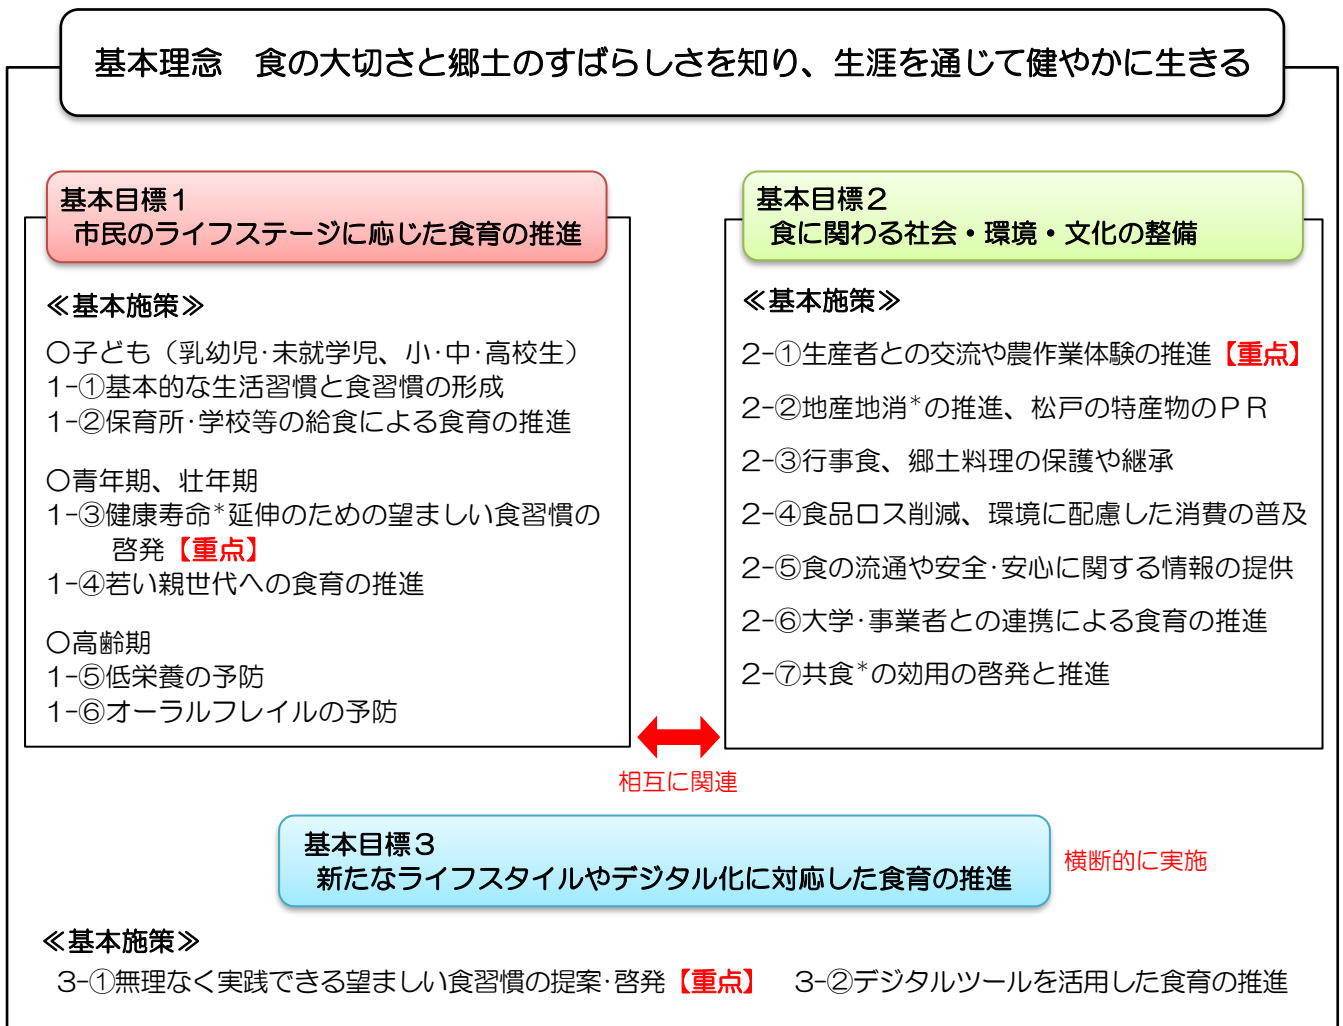 基本理念　食の大切さと郷土のすばらしさを知り、生涯を通じて健やかに生きる
基本目標１
市民のライフステージに応じた食育の推進
≪基本施策≫
〇子ども（乳幼児･未就学児、小･中･高校生）
1-①基本的な生活習慣と食習慣の形成
1-②保育所･学校等の給食による食育の推進
〇青年期、壮年期
1-③健康寿命*延伸のための望ましい食習慣の
啓発【重点】
1-④若い親世代への食育の推進
〇高齢期
1-⑤低栄養の予防
1-⑥オーラルフレイルの予防
基本目標２
食に関わる社会・環境・文化の整備
≪基本施策≫
2-①生産者との交流や農作業体験の推進【重点】
2-②地産地消*の推進、松戸の特産物のＰＲ
2-③行事食、郷土料理の保護や継承
2-④食品ロス削減、環境に配慮した消費の普及
2-⑤食の流通や安全･安心に関する情報の提供
2-⑥大学･事業者との連携による食育の推進
2-⑦共食*の効用の啓発と推進
相互に関連
基本目標３
新たなライフスタイルやデジタル化に対応した食育の推進
横断的に実施
≪基本施策≫
3-①無理なく実践できる望ましい食習慣の提案･啓発【重点】　3-②デジタルツールを活用した食育の推進